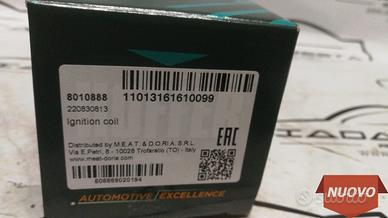 8010888 11013161610099
220830813
Ignition coil
EAC
Distributed by M.E.A.T. & D.O.R.I.A. S.R.L.
Via E.Petri, 8 - 10028 Trofarello (TO) - Italy
www.meat-doria.com
AUTOMOTIVE EXCELLENCE
NUOVO